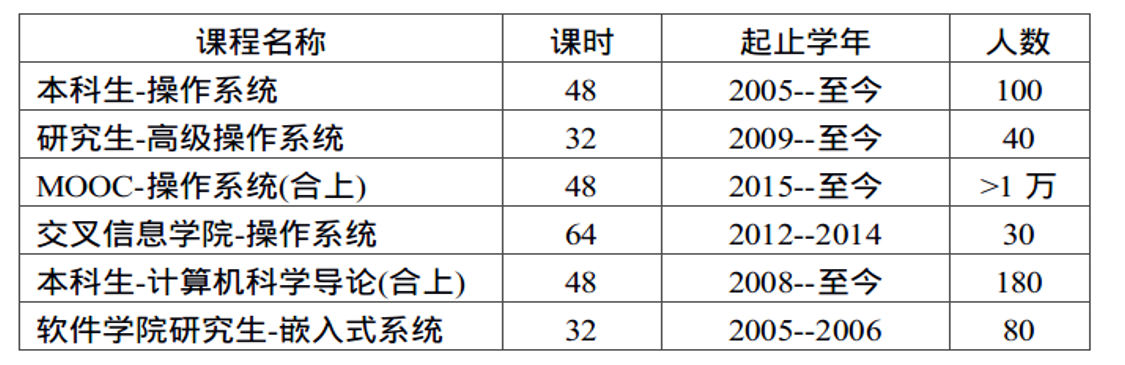 课程名称 课时 起止学年 人数
本科生-操作系统 48 2005--至今 100
研究生-高级操作系统 32 2009--至今 40
MOOC-操作系统(合上) 48 2015--至今 >1 万
交叉信息学院-操作系统 64 2012--2014 30
本科生-计算机科学导论(合上) 48 2008--至今 180
软件学院研究生-嵌入式系统 32 2005--2006 80